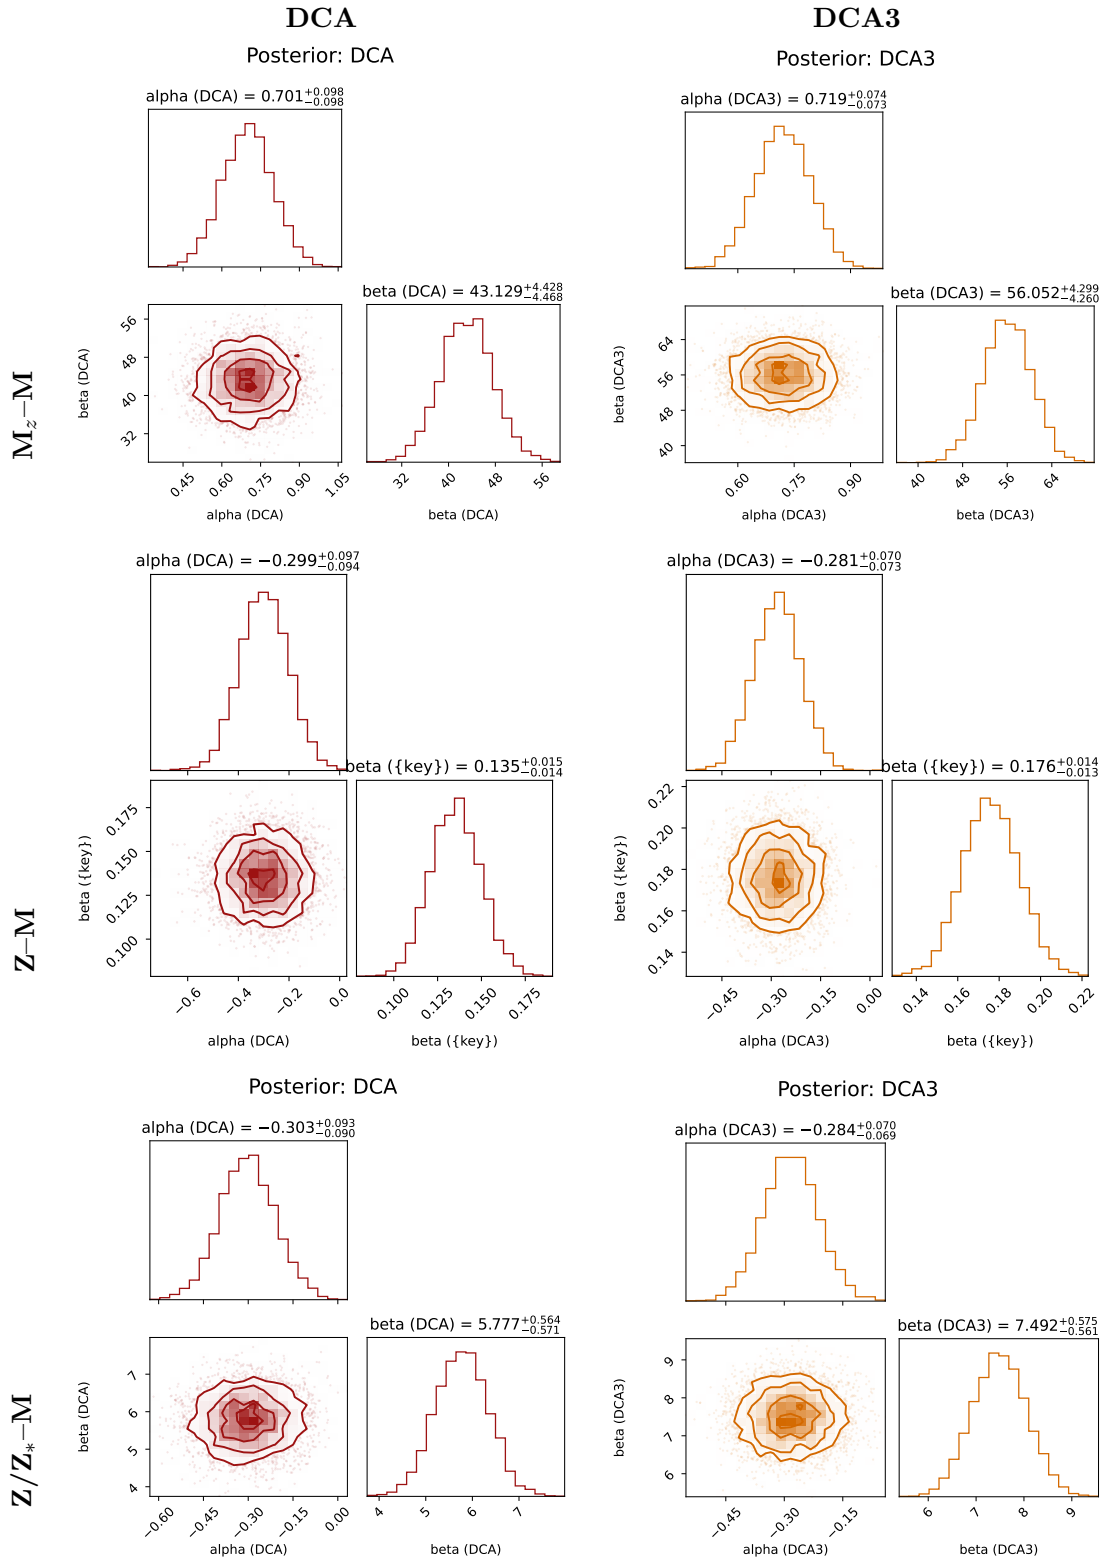 DCA DCA3
Posterior: DCA Posterior: DCA3
alpha (DCA) = 0.701+0.098 −0.098
alpha (DCA3) = 0.719+0.074 −0.073
M_z–M
beta (DCA) = 43.129+4.428 −4.468
beta (DCA3) = 56.052+4.299 −4.260
beta (DCA)
56
48
40
32
0.45 0.60 0.75 0.90 1.05
alpha (DCA)
32 40 48 56
beta (DCA)
beta (DCA3)
64
56
48
40
0.60 0.75 0.90
alpha (DCA3)
40 48 56 64
beta (DCA3)
Z–M
alpha (DCA) = −0.299+0.097 −0.094
alpha (DCA3) = −0.281+0.070 −0.073
beta ({key}) = 0.135+0.015 −0.014
beta ({key}) = 0.176+0.014 −0.013
beta ({key})
0.175
0.150
0.125
0.100
−0.6 −0.4 −0.2 0.0
alpha (DCA)
0.100 0.125 0.150 0.175
beta ({key})
beta ({key})
0.22
0.20
0.18
0.16
0.14
−0.45 −0.30 −0.15 0.00
alpha (DCA3)
0.14 0.16 0.18 0.20 0.22
beta ({key})
Posterior: DCA Posterior: DCA3
Z/Z*–M
alpha (DCA) = −0.303+0.093 −0.090
alpha (DCA3) = −0.284+0.070 −0.069
beta (DCA) = 5.777+0.564 −0.571
beta (DCA3) = 7.492+0.575 −0.561
beta (DCA)
7
6
5
4
−0.60 −0.45 −0.30 −0.15 0.00
alpha (DCA)
4 5 6 7
beta (DCA)
beta (DCA3)
9
8
7
6
−0.45 −0.30 −0.15
alpha (DCA3)
6 7 8 9
beta (DCA3)